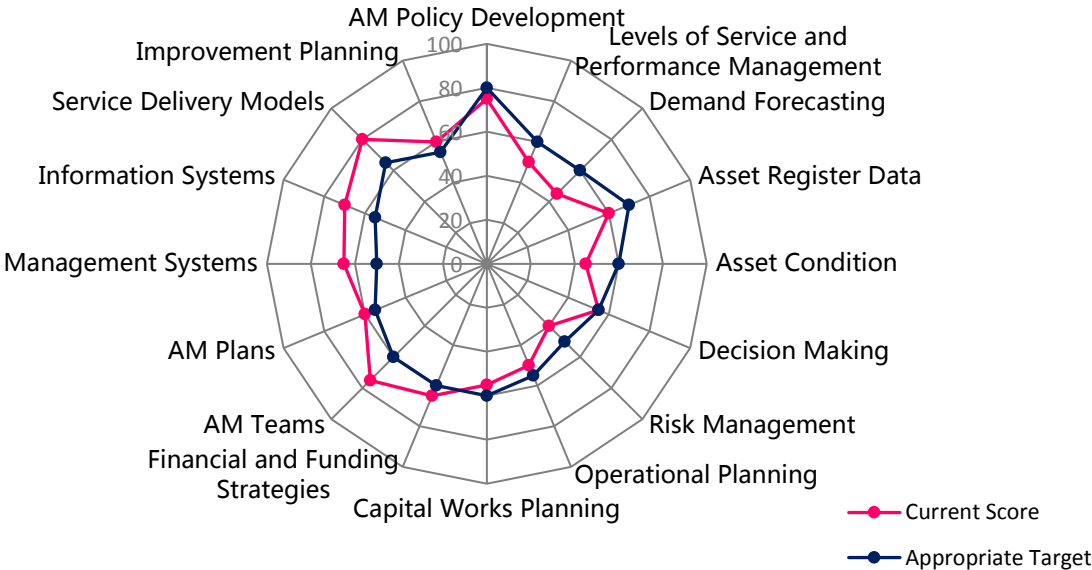 AM Policy Development
Levels of Service and
Performance Management
Demand Forecasting
Asset Register Data
Asset Condition
Decision Making
Risk Management
Operational Planning
Capital Works Planning
Financial and Funding
Strategies
AM Teams
AM Plans
Management Systems
Information Systems
Service Delivery Models
Improvement Planning
100
80
60
40
20
0
Current Score
Appropriate Target